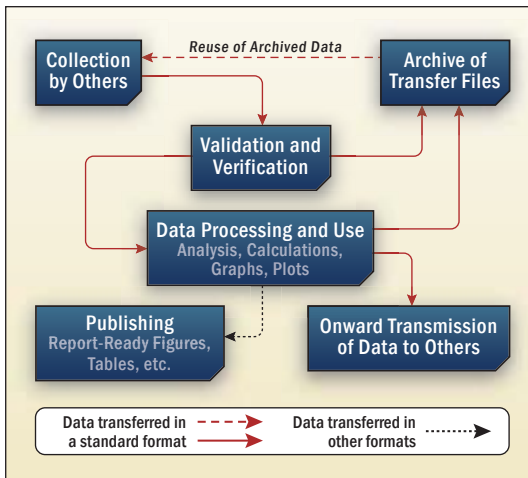 Reuse of Archived Data
Collection
by Others
Archive of
Transfer Files
Validation and
Verification
Data Processing and Use
Analysis, Calculations,
Graphs, Plots
Publishing
Report-Ready Figures,
Tables, etc.
Onward Transmission
of Data to Others
Data transferred in
a standard format
Data transferred in
other formats